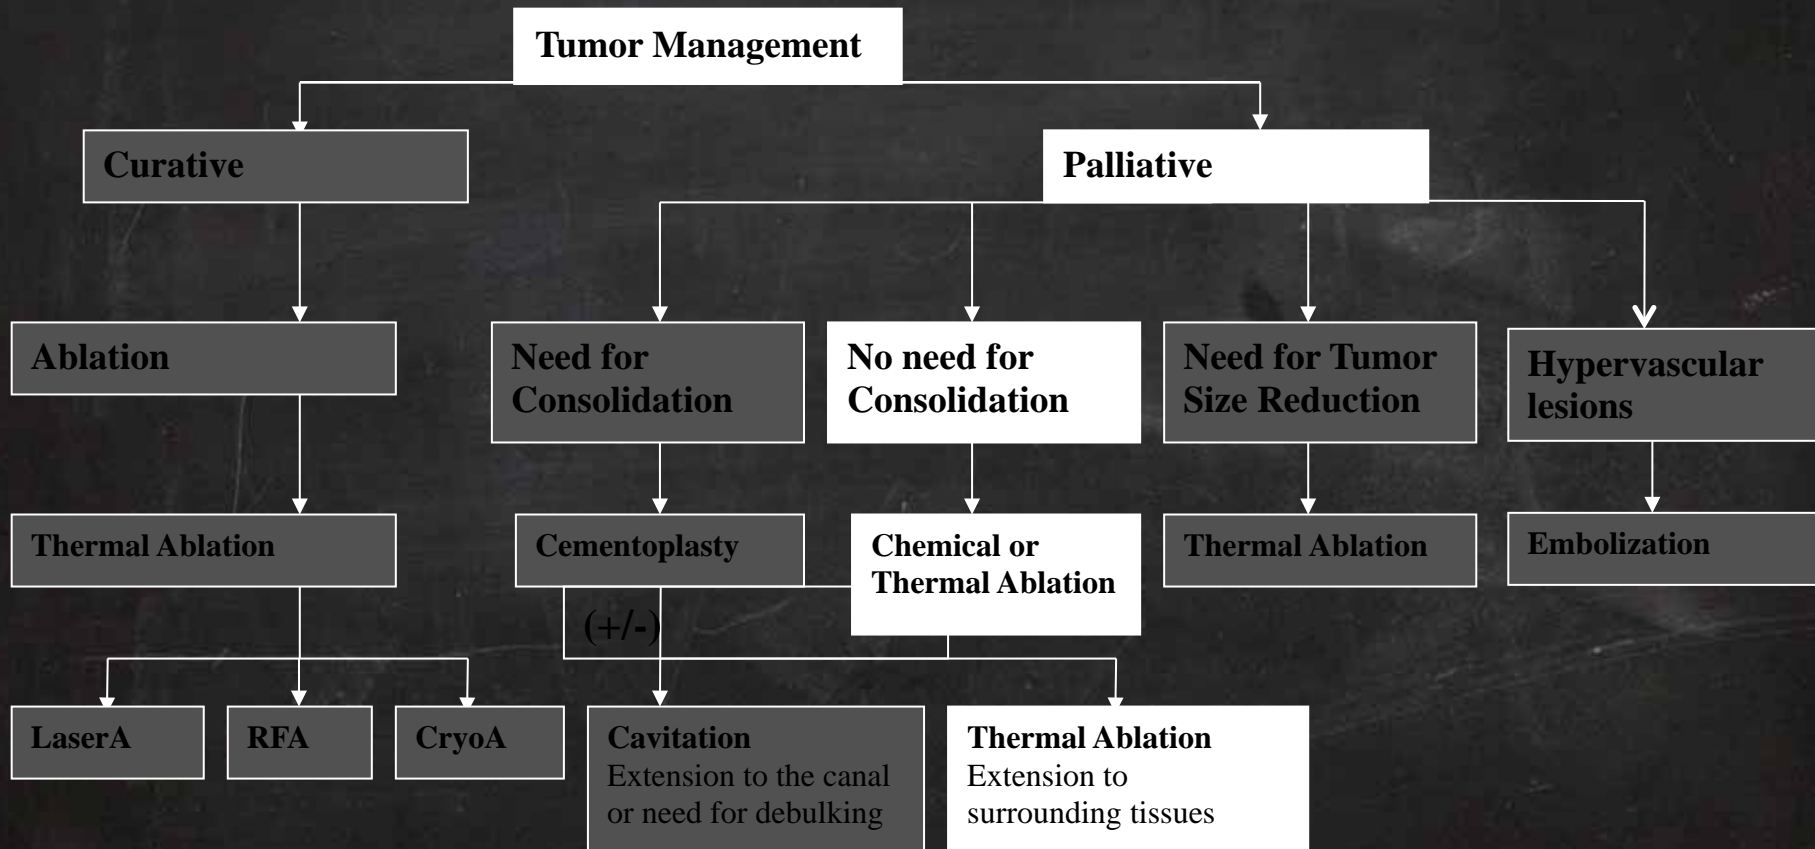 Tumor Management
Curative
Palliative
Ablation
Need for
Consolidation
No need for
Consolidation
Need for Tumor
Size Reduction
Hypervascular
lesions
Thermal Ablation
Cementoplasty
Chemical or
Thermal Ablation
Thermal Ablation
Embolization
(+/-)
LaserA
RFA
CryoA
Cavitation
Extension to the canal
or need for debulking
Thermal Ablation
Extension to
surrounding tissues